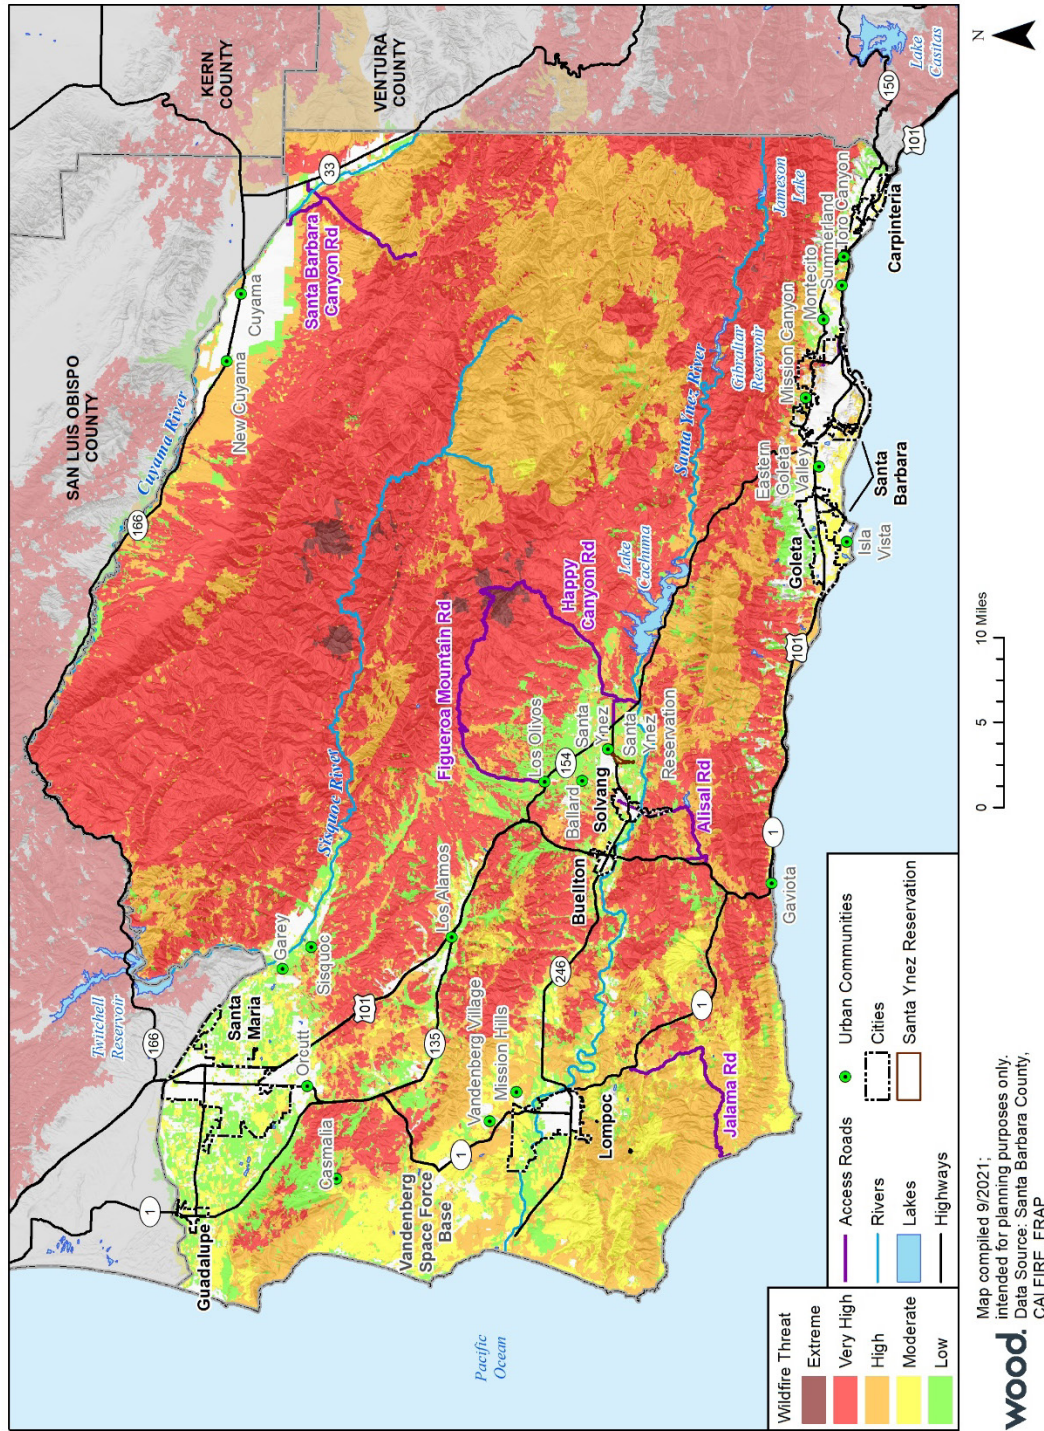 KERN
COUNTY
VENTURA
COUNTY
SAN LUIS OBISPO
COUNTY
Lake
Casitas
150
101
33
Santa Barbara
Canyon Rd
Cuyama
New Cuyama
Cuyama River
166
Jameson
Lake
Gibraltar
Reservoir
Santa Ynez River
Toro Canyon
Summerland
Montecito
Mission Canyon
Carpinteria
Eastern
Goleta
Valley
Santa
Barbara
Goleta
Isla
Vista
Lake
Cachuma
Happy
Canyon Rd
Figueroa Mountain Rd
Sisquoc River
101
Los Olivos
154
Santa
Ynez
Ballard
Solvang
Santa
Ynez
Reservation
Alisal Rd
Buellton
1
Gaviota
Los Alamos
Garey
Sisquoc
Twitchell
Reservoir
166
Santa
Maria
Orcutt
101
135
246
1
Vandenberg Village
Mission Hills
Lompoc
Jalama Rd
Casmalia
1
Vandenberg
Space Force
Base
Guadalupe
1
Pacific
Ocean
N
0 5 10 Miles
Wildfire Threat
Extreme
Very High
High
Moderate
Low
Access Roads
Rivers
Lakes
Highways
Urban Communities
Cities
Santa Ynez Reservation
wood.
Map compiled 9/2021;
intended for planning purposes only.
Data Source: Santa Barbara County,
CALFIRE, FRAP